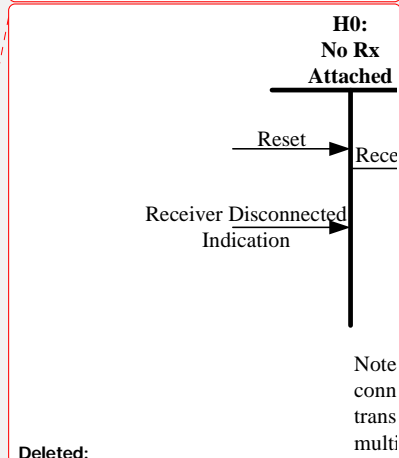 H0:
No Rx
Attached
Reset
Rece
Receiver Disconnected
Indication
Note
conn
trans
multi
Deleted: